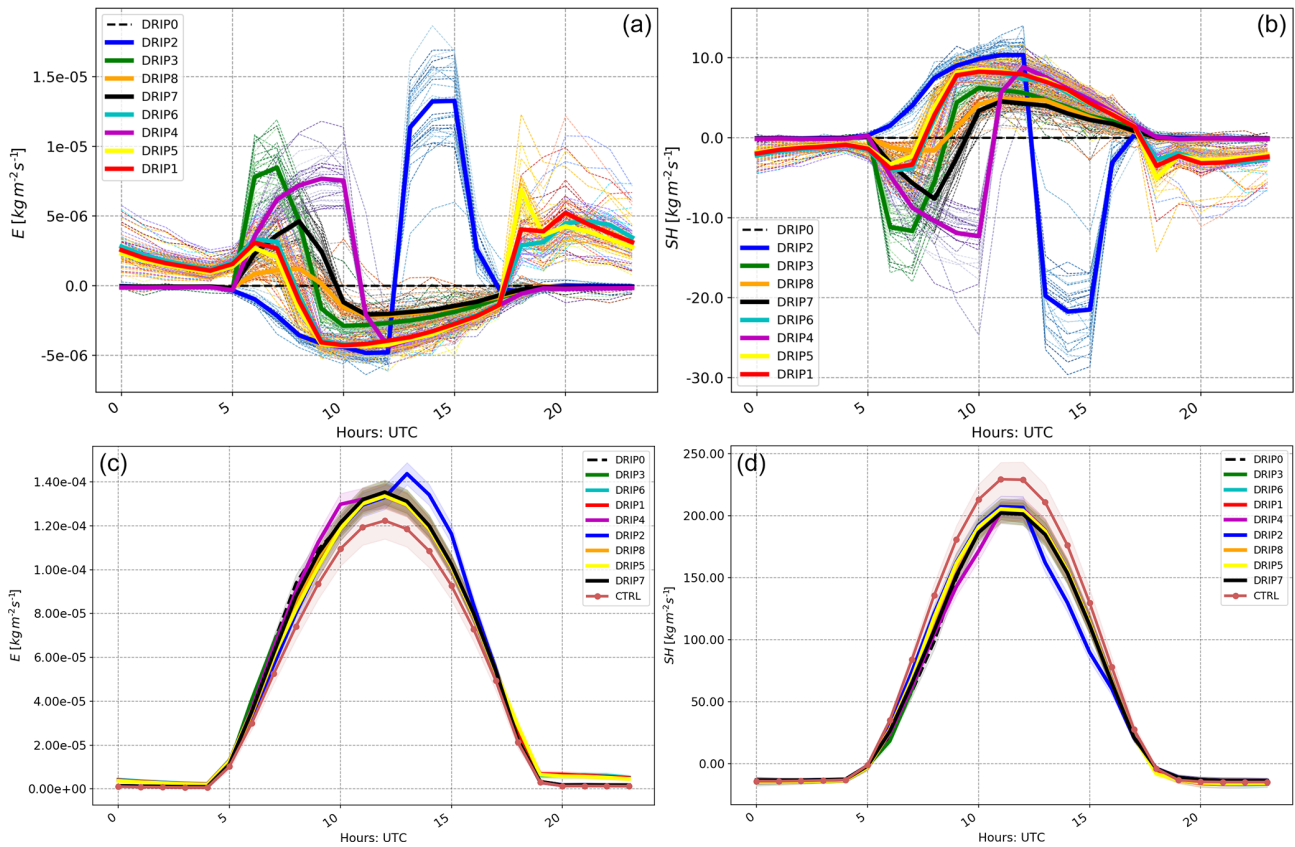 (a)
DRIP0
DRIP2
DRIP3
DRIP8
DRIP7
DRIP6
DRIP4
DRIP5
DRIP1
E [kg m⁻² s⁻¹]
1.5e-05
1e-05
5e-06
0.0
-5e-06
0
5
10
15
20
Hours: UTC
(b)
DRIP0
DRIP2
DRIP3
DRIP8
DRIP7
DRIP6
DRIP4
DRIP5
DRIP1
SH [kg m⁻² s⁻¹]
10.0
0.0
-10.0
-20.0
-30.0
0
5
10
15
20
Hours: UTC
(c)
DRIP0
DRIP3
DRIP6
DRIP1
DRIP4
DRIP2
DRIP8
DRIP5
DRIP7
CTRL
E [kg m⁻² s⁻¹]
1.40e-04
1.20e-04
1.00e-04
8.00e-05
6.00e-05
4.00e-05
2.00e-05
0.00e+00
0
5
10
15
20
Hours: UTC
(d)
DRIP0
DRIP3
DRIP6
DRIP1
DRIP4
DRIP2
DRIP8
DRIP5
DRIP7
CTRL
SH [kg m⁻² s⁻¹]
250.00
200.00
150.00
100.00
50.00
0.00
0
5
10
15
20
Hours: UTC